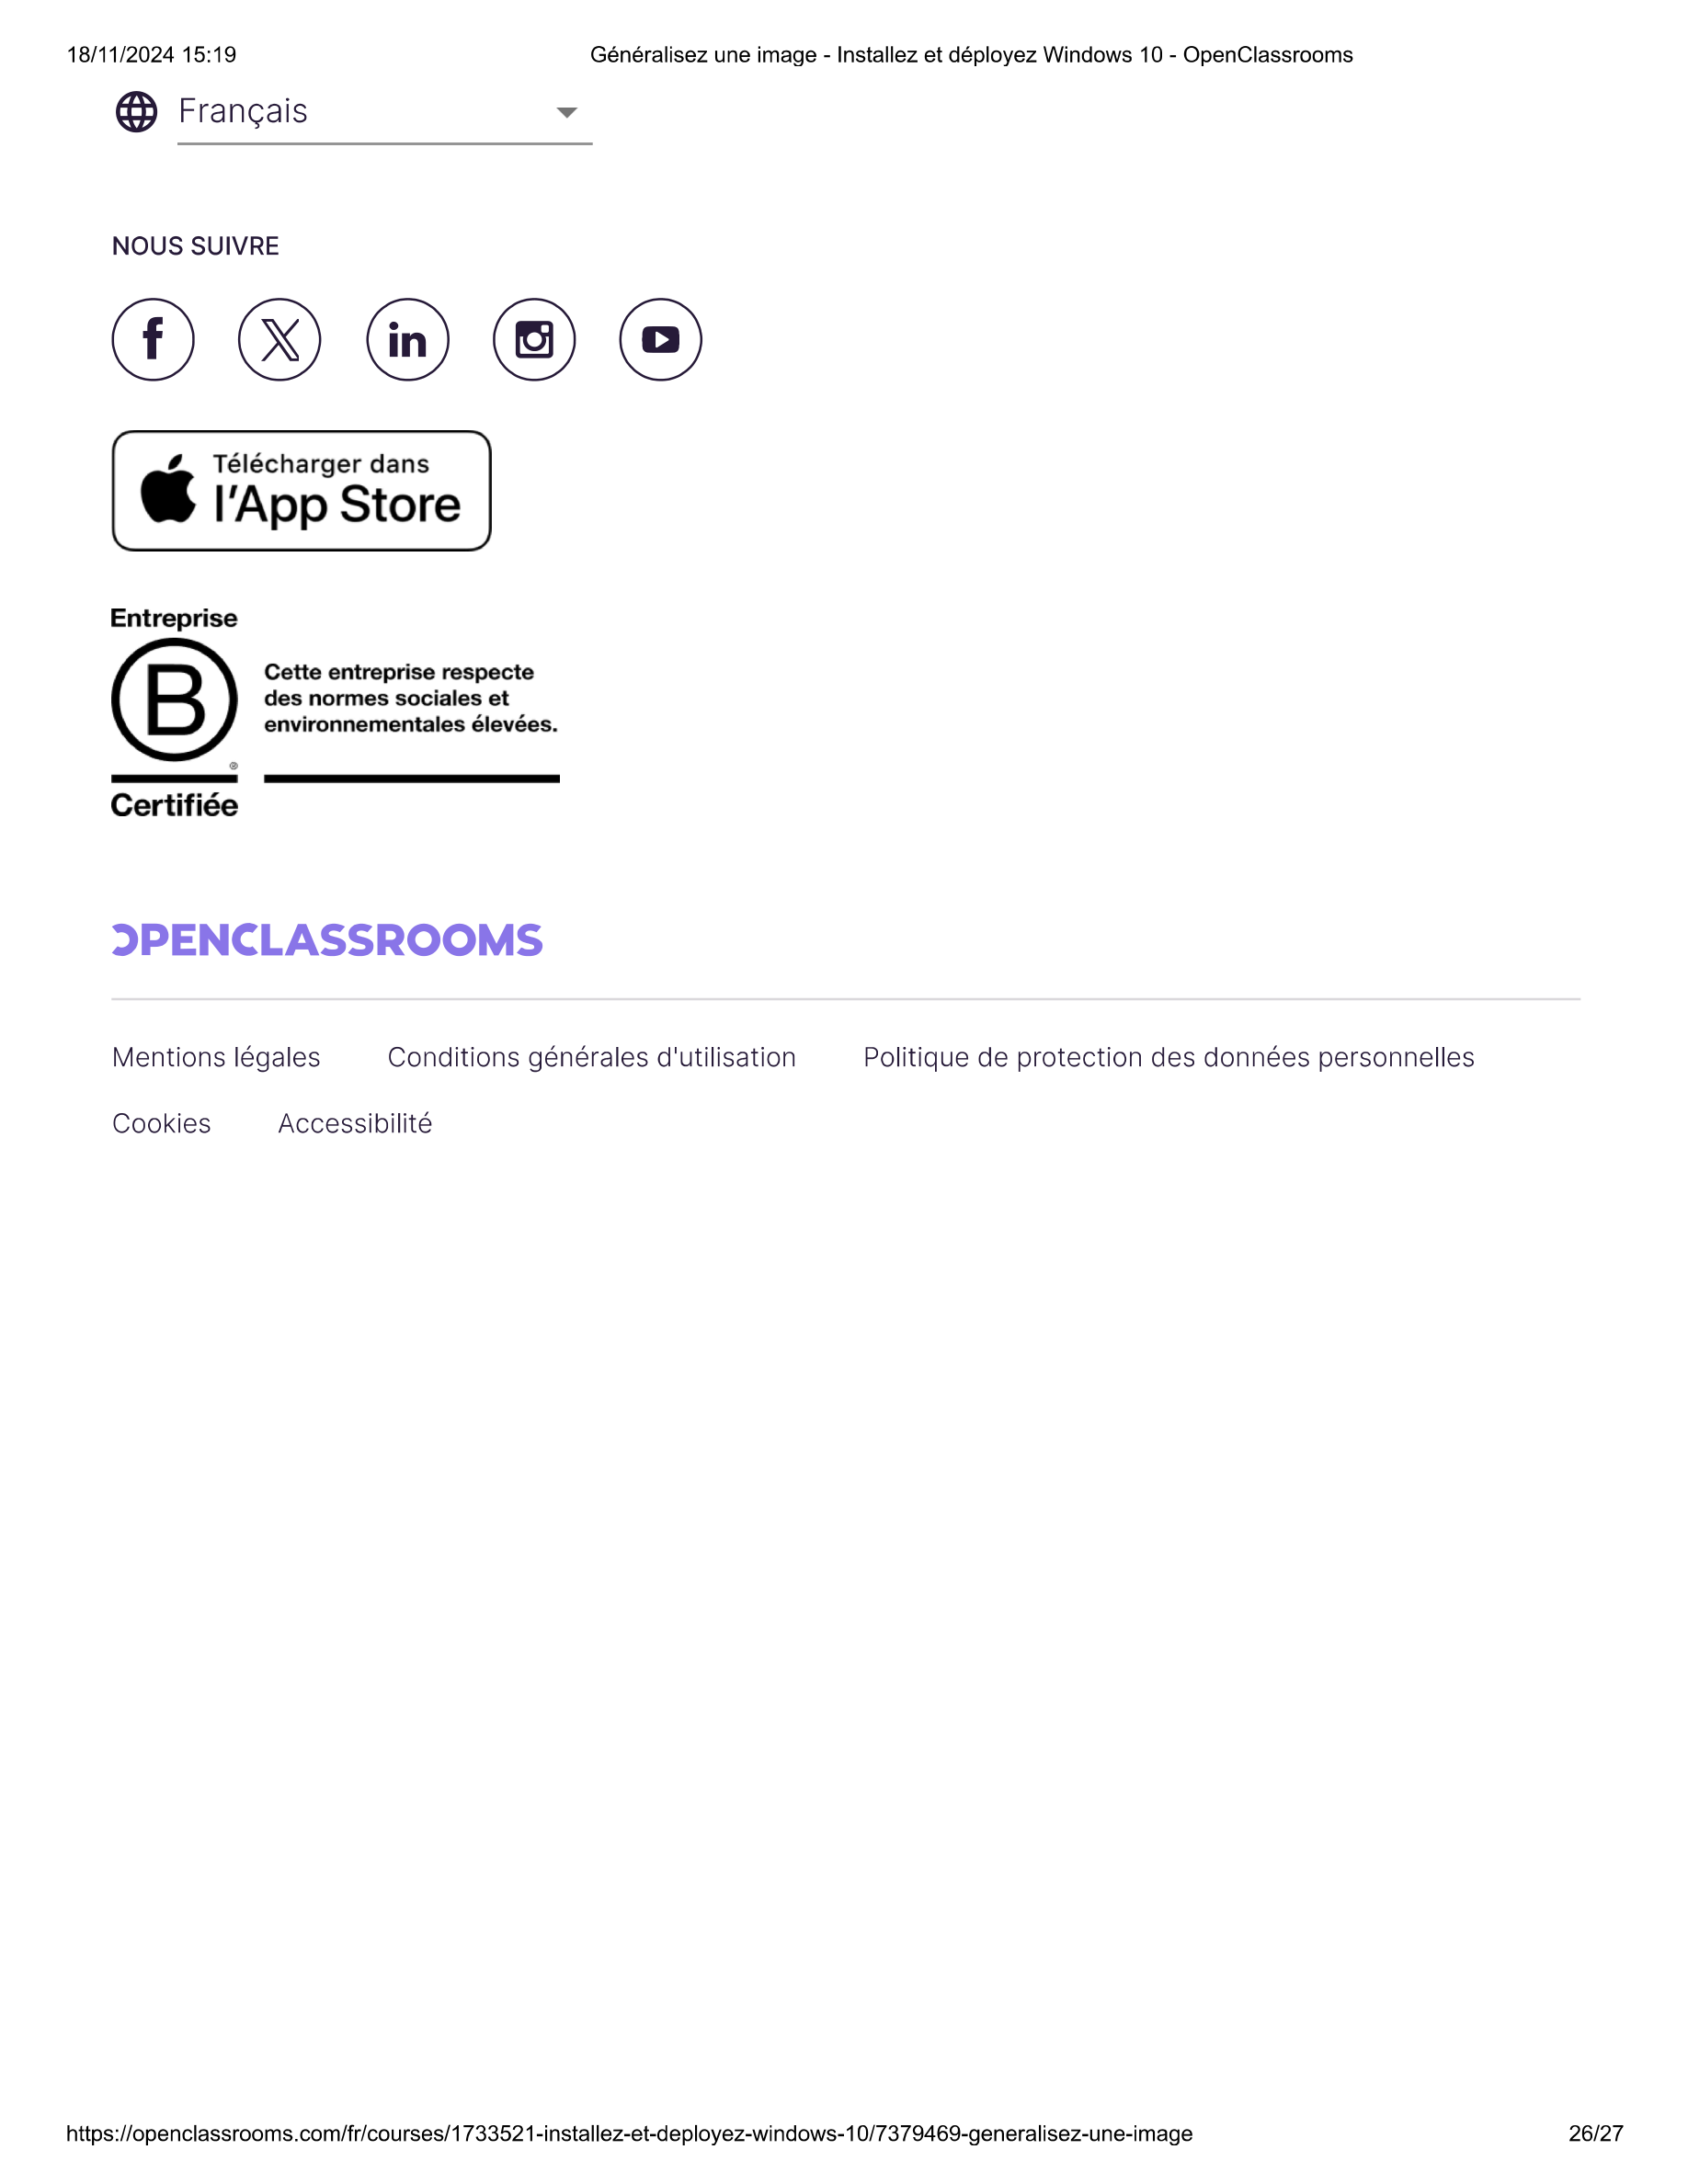 18/11/2024 15:19 Généralisez une image - Installez et déployez Windows 10 - OpenClassrooms
Français
NOUS SUIVRE
Télécharger dans
l'App Store
Entreprise
B
Cette entreprise respecte
des normes sociales et
environnementales élevées.
®
Certifiée
OPENCLASSROOMS
Mentions légales Conditions générales d'utilisation Politique de protection des données personnelles
Cookies Accessibilité
https://openclassrooms.com/fr/courses/1733521-installez-et-deployez-windows-10/7379469-generalisez-une-image 26/27